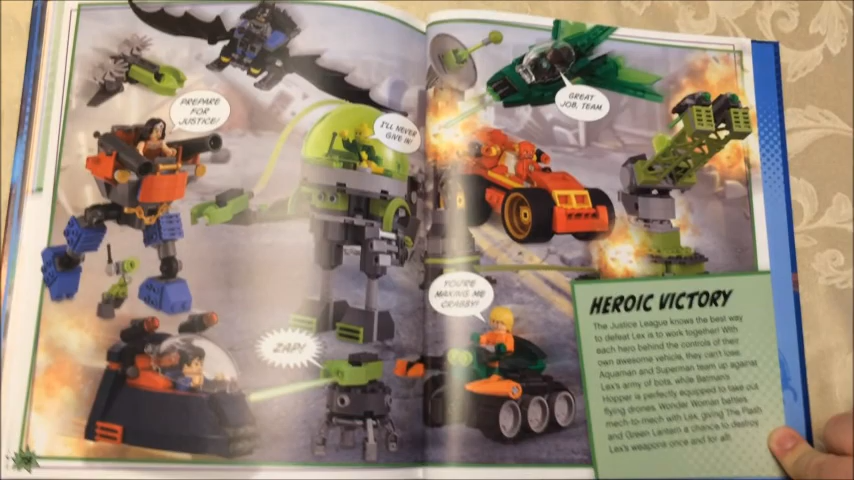 PREPARE
FOR
JUSTICE!
I'LL NEVER
GIVE IN!
GREAT
JOB, TEAM
YOU'RE
MAKING ME
CRABBY!
ZAP!
HEROIC VICTORY
The Justice League knows the best way
to defeat Lex is to work together! With
each hero behind the controls of their
own awesome vehicle, they can't lose.
Aquaman and Superman team up against
Lex's army of bots, while Batman's
Hopper is perfectly equipped to take out
flying drones. Wonder Woman battles
mech-to-mech with Lex, giving The Flash
and Green Lantern a chance to destroy
Lex's weapons once and for all!